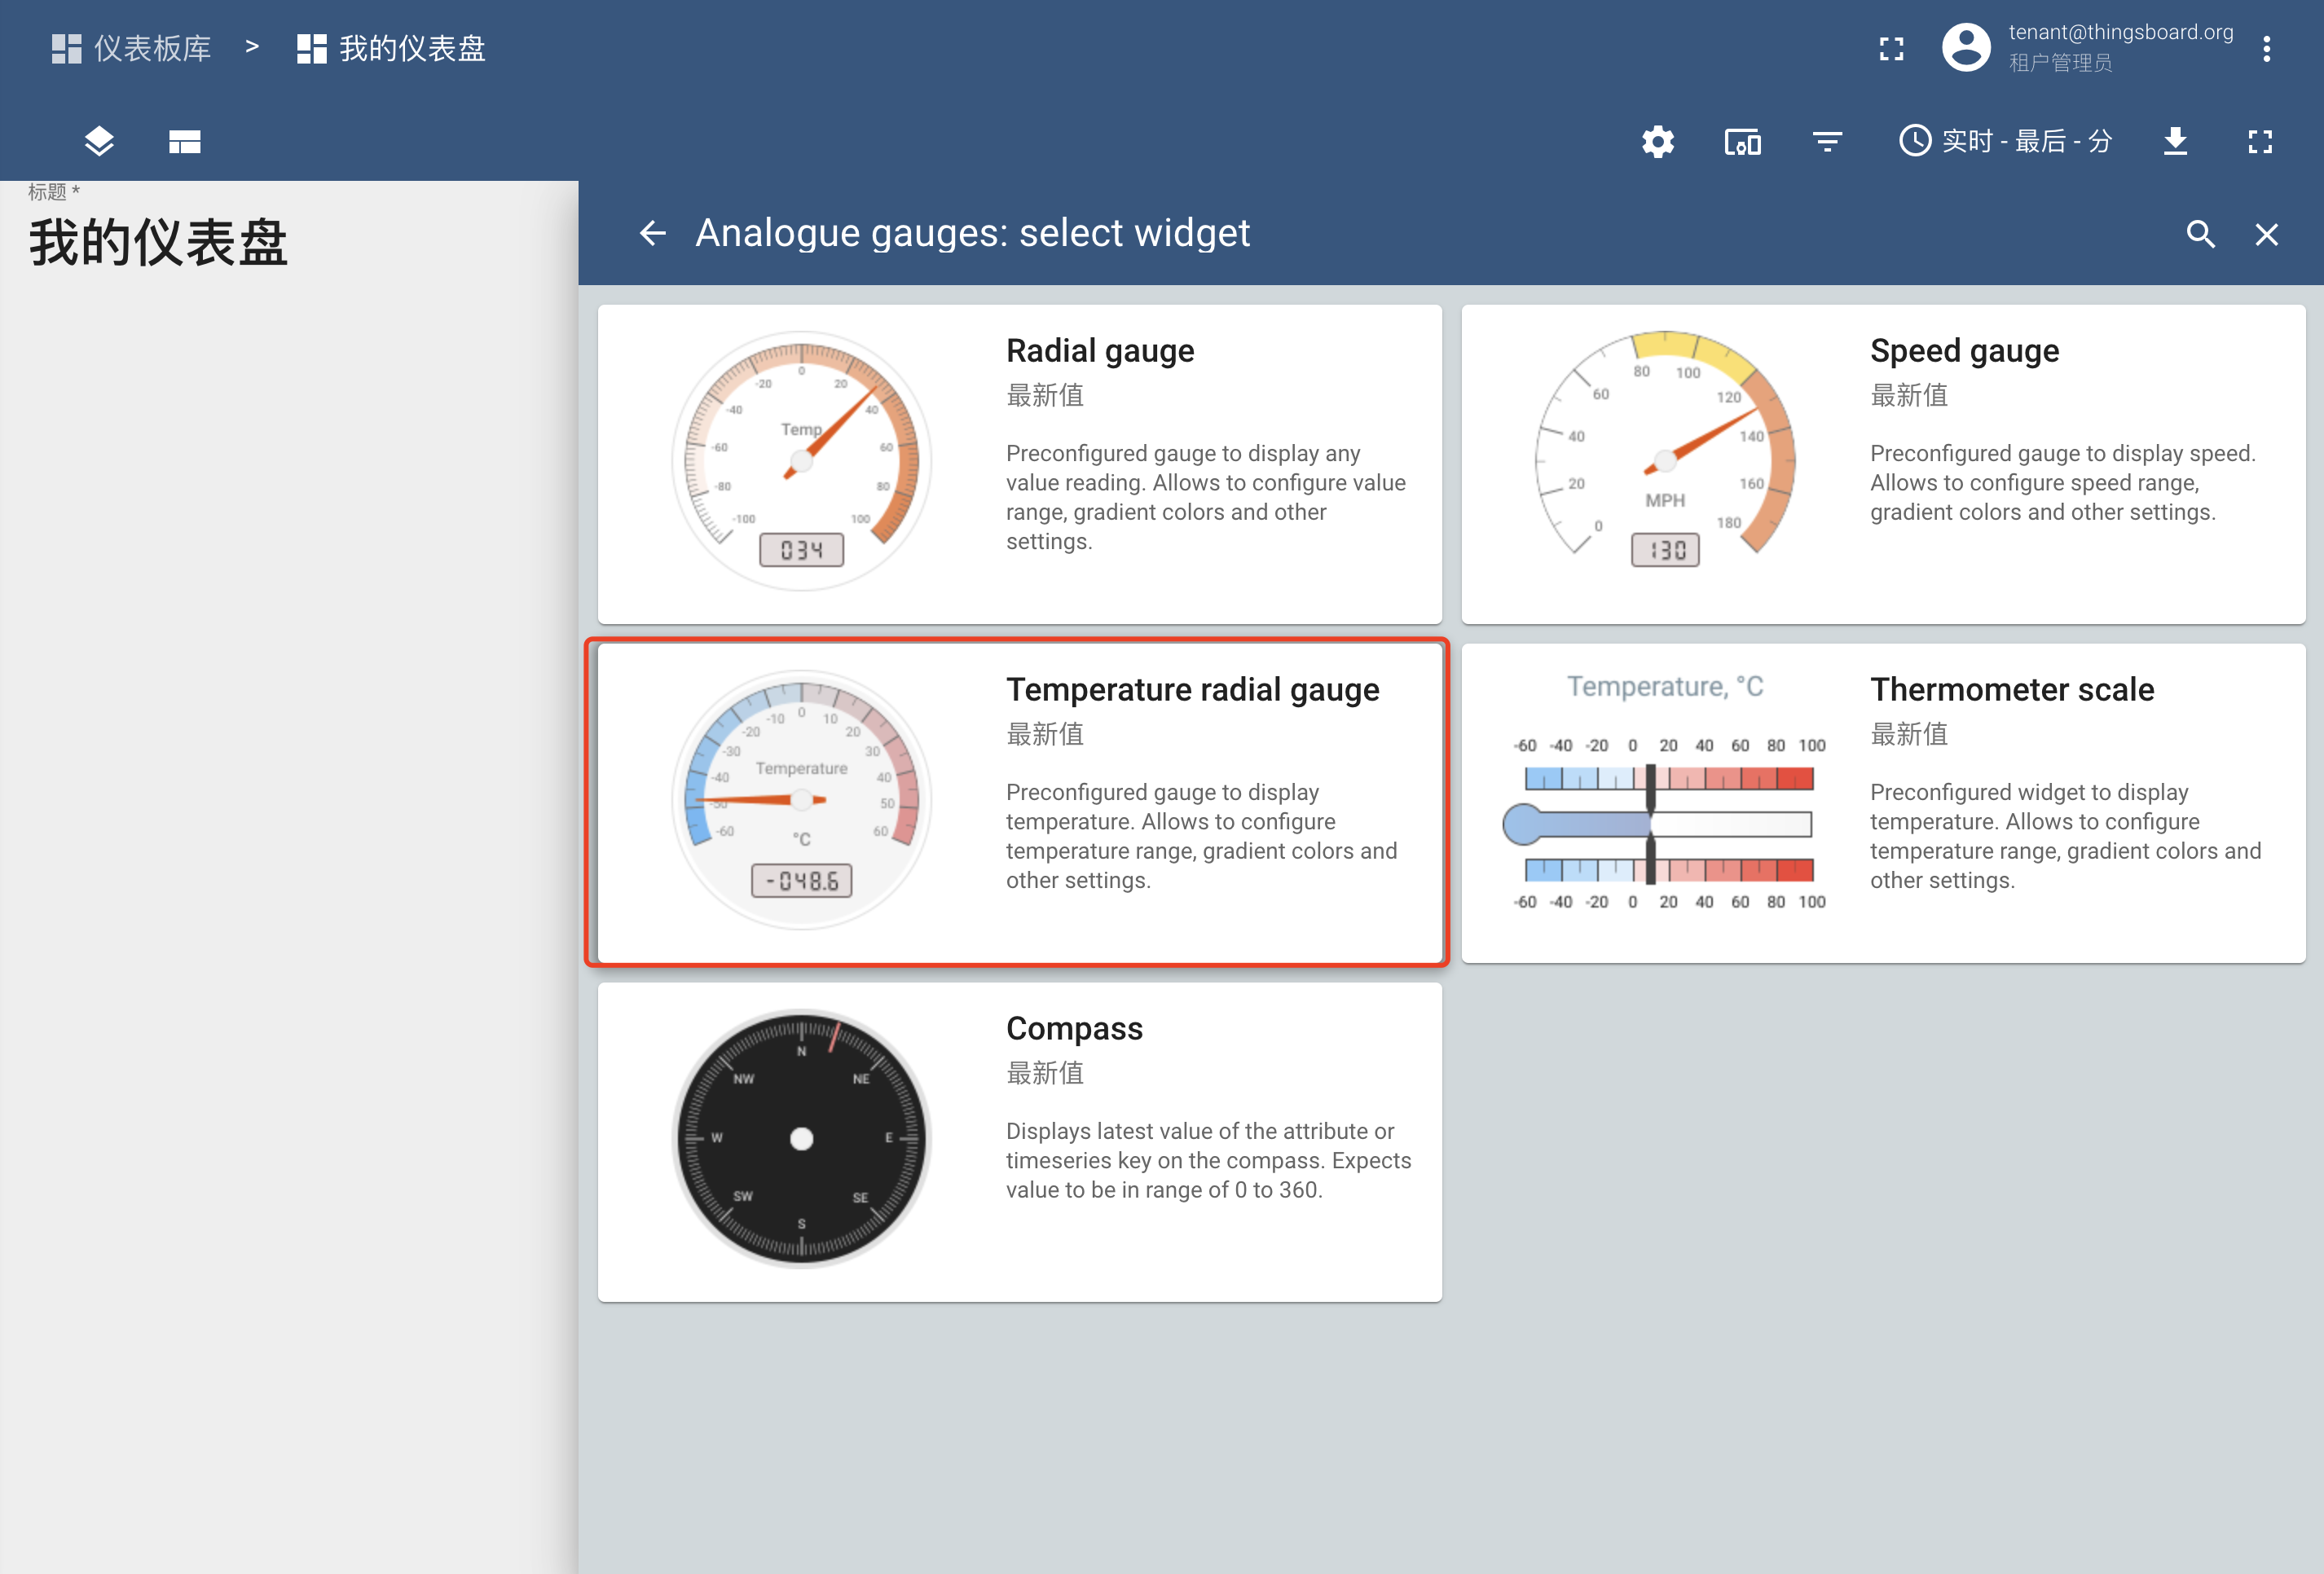 仪表板库 > 我的仪表盘
tenant@thingsboard.org
租户管理员
实时 - 最后 - 分
标题 *
我的仪表盘
Analogue gauges: select widget
-100 -80 -60 -40 -20 0 20 40 60 80 100
Temp
034
Radial gauge
最新值
Preconfigured gauge to display any
value reading. Allows to configure value
range, gradient colors and other
settings.
0 20 40 60 80 100 120 140 160 180
MPH
130
Speed gauge
最新值
Preconfigured gauge to display speed.
Allows to configure speed range,
gradient colors and other settings.
-60 -50 -40 -30 -20 -10 0 10 20 30 40 50 60
Temperature
°C
-048.6
Temperature radial gauge
最新值
Preconfigured gauge to display
temperature. Allows to configure
temperature range, gradient colors and
other settings.
Temperature, °C
-60 -40 -20 0 20 40 60 80 100
-60 -40 -20 0 20 40 60 80 100
Thermometer scale
最新值
Preconfigured widget to display
temperature. Allows to configure
temperature range, gradient colors and
other settings.
N
NW NE
W E
SW SE
S
Compass
最新值
Displays latest value of the attribute or
timeseries key on the compass. Expects
value to be in range of 0 to 360.